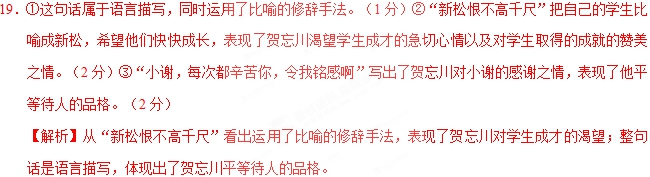 19．①这句话属于语言描写，同时运用了比喻的修辞手法。（1 分）②“新松恨不高千尺”把自己的学生比
喻成新松，希望他们快快成长，表现了贺忘川渴望学生成才的急切心情以及对学生取得的成就的赞美
之情。（2 分）③“小谢，每次都辛苦你，令我铭感啊”写出了贺忘川对小谢的感谢之情，表现了他平
等待人的品格。（2 分）
【解析】从“新松恨不高千尺”看出运用了比喻的修辞手法，表现了贺忘川对学生成才的渴望；整句
话是语言描写，体现出了贺忘川平等待人的品格。